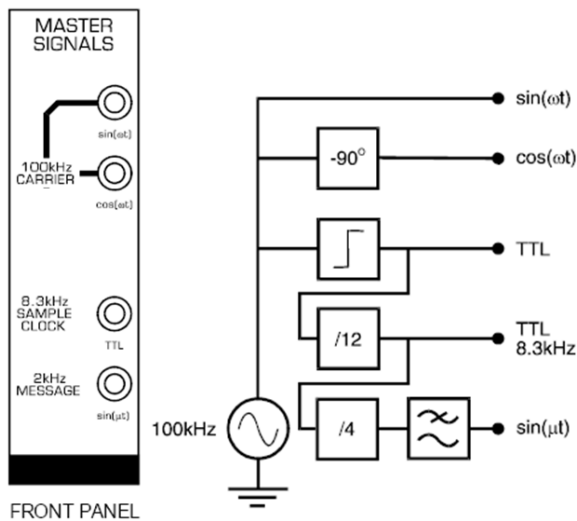 MASTER
SIGNALS
sin(ωt)
100kHz
CARRIER
cos(ωt)
8.3kHz
SAMPLE
CLOCK
TTL
2kHz
MESSAGE
sin(μt)
FRONT PANEL
sin(ωt)
-90°
cos(ωt)
TTL
/12
TTL
8.3kHz
100kHz
/4
sin(μt)